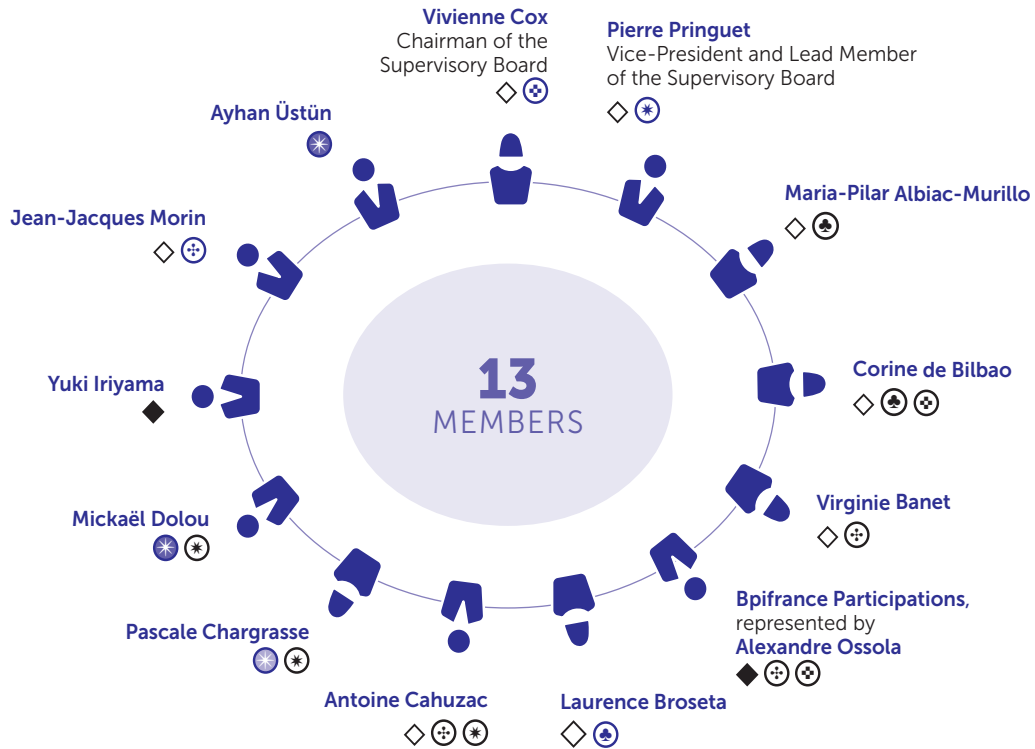 Vivienne Cox
Chairman of the
Supervisory Board
Pierre Pringuet
Vice-President and Lead Member
of the Supervisory Board
Ayhan Üstün
Maria-Pilar Albiac-Murillo
Jean-Jacques Morin
Corine de Bilbao
Yuki Iriyama
13
MEMBERS
Virginie Banet
Mickaël Dolou
Bpifrance Participations,
represented by
Alexandre Ossola
Pascale Chargrasse
Antoine Cahuzac
Laurence Broseta